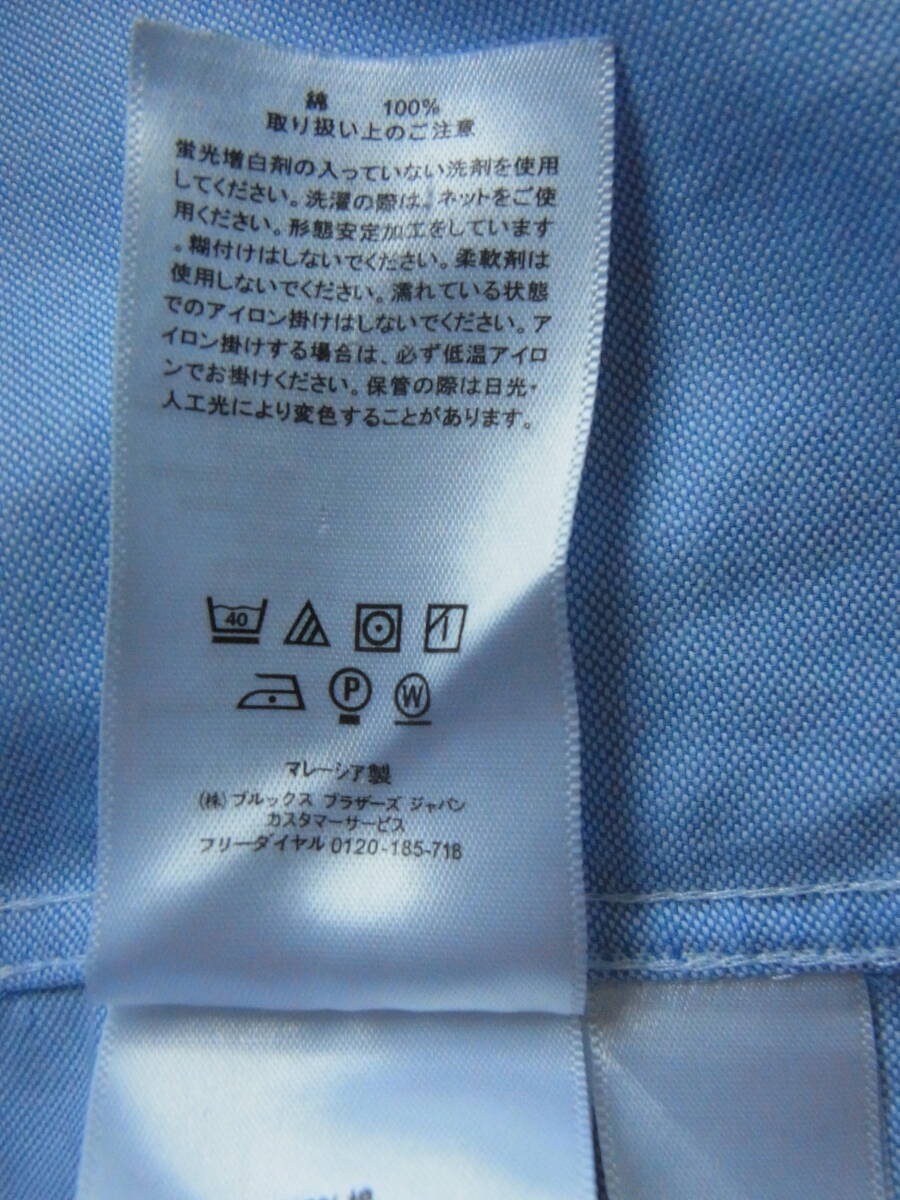 綿 100%
取り扱い上のご注意
蛍光増白剤の入っていない洗剤を使用
してください。洗濯の際は、ネットをご使
用ください。形態安定加工をしています
。糊付けはしないでください。柔軟剤は
使用しないでください。濡れている状態
でのアイロン掛けはしないでください。ア
イロン掛けする場合は、必ず低温アイロ
ンでお掛けください。保管の際は日光・
人工光により変色することがあります。
40
P W
マレーシア製
(株) ブルックス ブラザーズ ジャパン
カスタマーサービス
フリーダイヤル 0120-185-718